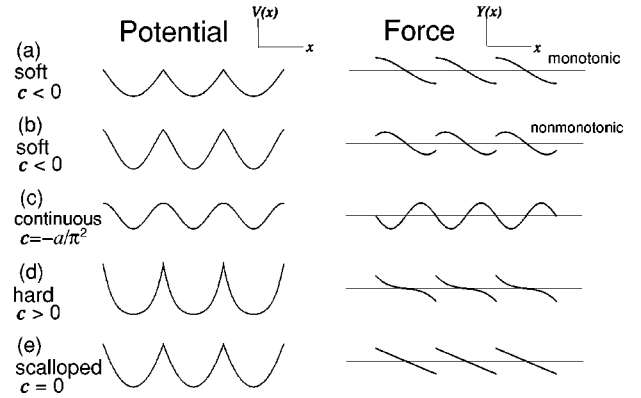 Potential
V(x)
x
Force
Y(x)
x
(a)
soft
c < 0
monotonic
(b)
soft
c < 0
nonmonotonic
(c)
continuous
c=−a/π²
(d)
hard
c > 0
(e)
scalloped
c = 0